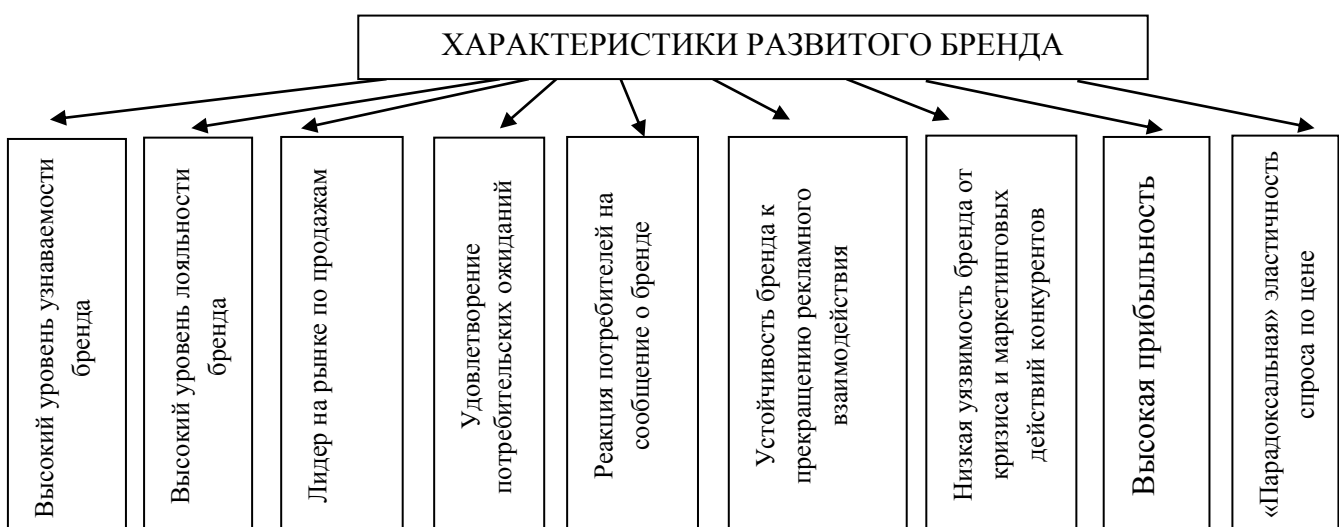 ХАРАКТЕРИСТИКИ РАЗВИТОГО БРЕНДА
Высокий уровень узнаваемости
бренда
Высокий уровень лояльности
бренда
Лидер на рынке по продажам
Удовлетворение
потребительских ожиданий
Реакция потребителей на
сообщение о бренде
Устойчивость бренда к
прекращению рекламного
взаимодействия
Низкая уязвимость бренда от
кризиса и маркетинговых
действий конкурентов
Высокая прибыльность
«Парадоксальная» эластичность
спроса по цене